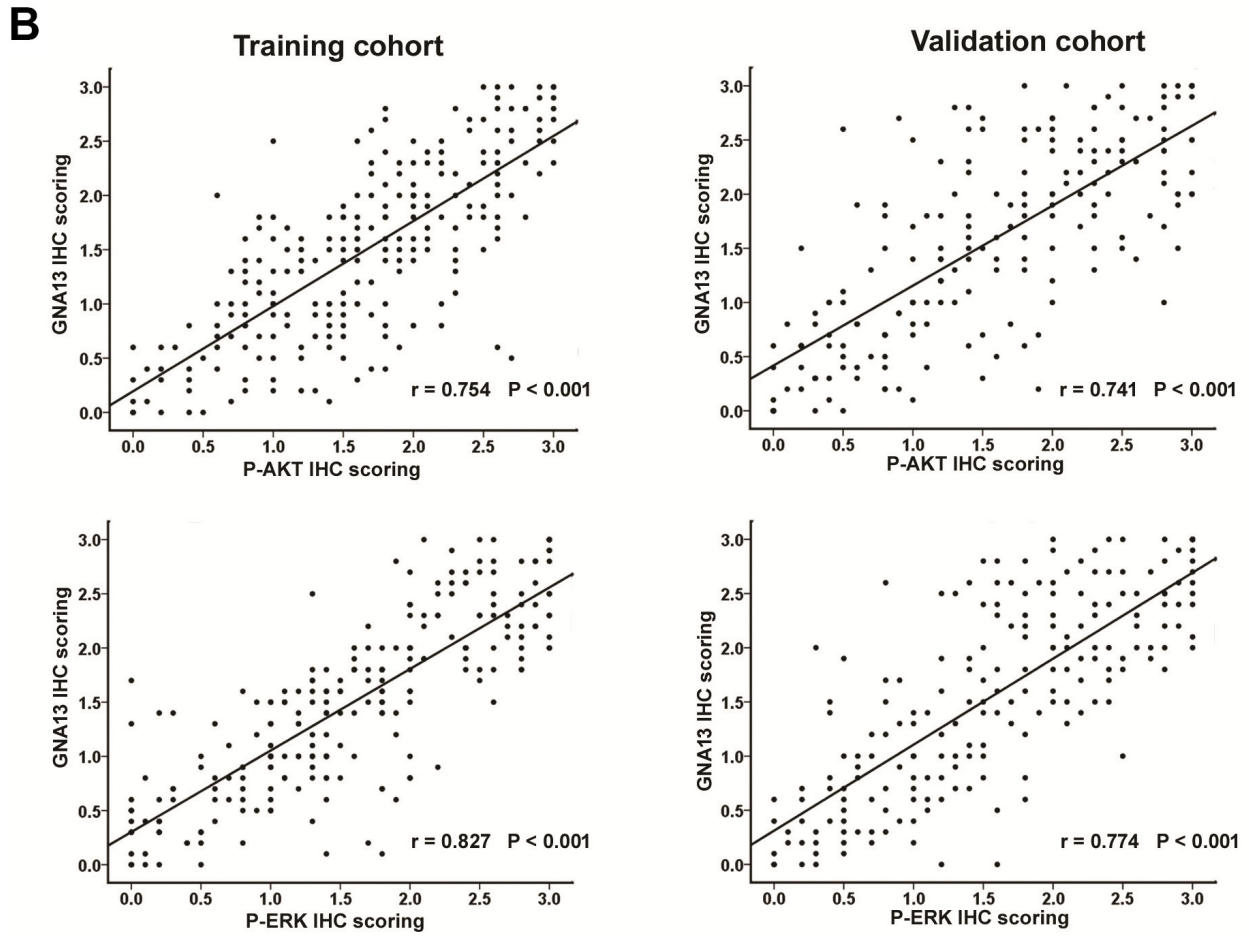 B
Training cohort
Validation cohort
GNA13 IHC scoring
3.0
2.5
2.0
1.5
1.0
0.5
0.0
r = 0.754 P < 0.001
0.0 0.5 1.0 1.5 2.0 2.5 3.0
P-AKT IHC scoring
GNA13 IHC scoring
3.0
2.5
2.0
1.5
1.0
0.5
0.0
r = 0.741 P < 0.001
0.0 0.5 1.0 1.5 2.0 2.5 3.0
P-AKT IHC scoring
GNA13 IHC scoring
3.0
2.5
2.0
1.5
1.0
0.5
0.0
r = 0.827 P < 0.001
0.0 0.5 1.0 1.5 2.0 2.5 3.0
P-ERK IHC scoring
GNA13 IHC scoring
3.0
2.5
2.0
1.5
1.0
0.5
0.0
r = 0.774 P < 0.001
0.0 0.5 1.0 1.5 2.0 2.5 3.0
P-ERK IHC scoring